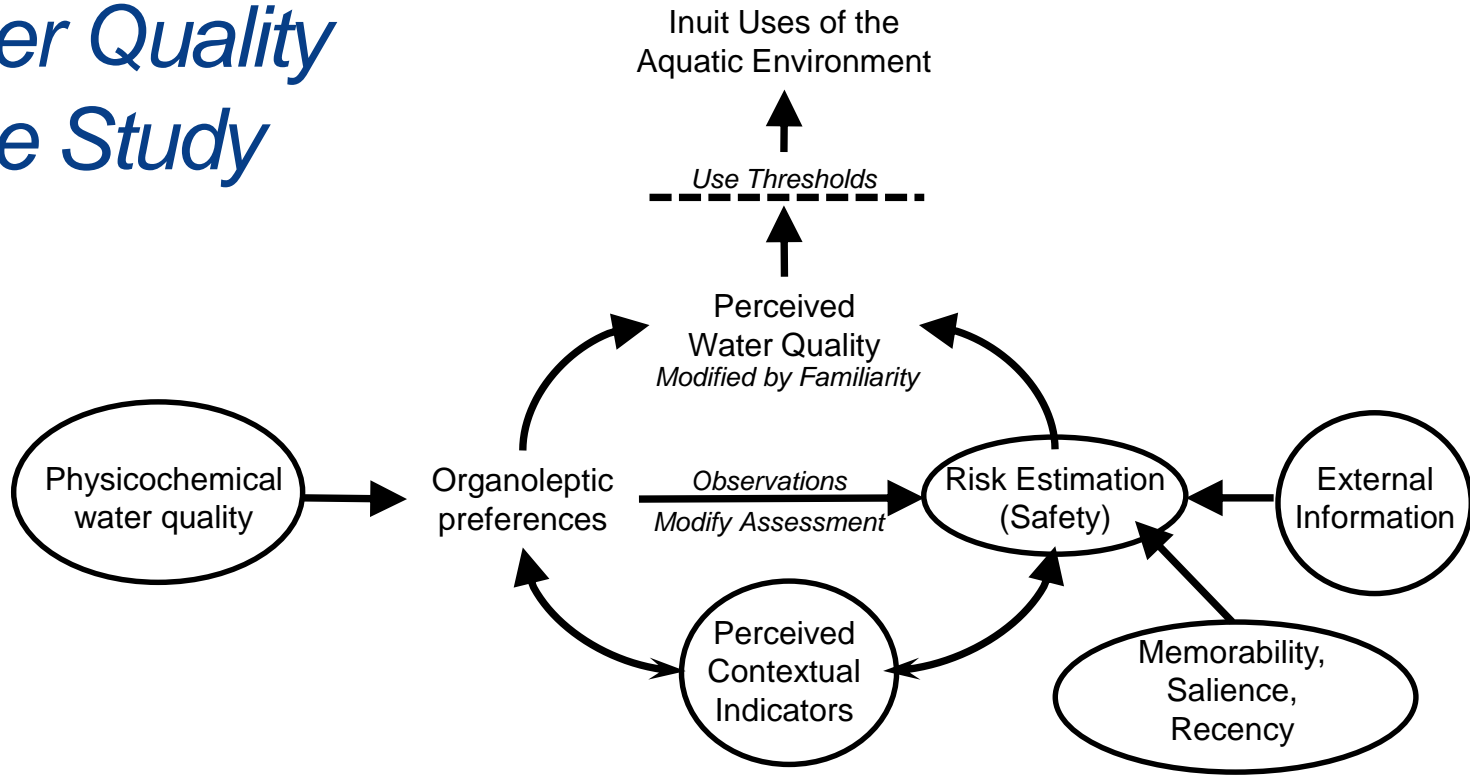 er Quality
e Study
Inuit Uses of the
Aquatic Environment
Use Thresholds
Perceived
Water Quality
Modified by Familiarity
Physicochemical
water quality
Organoleptic
preferences
Observations
Modify Assessment
Risk Estimation
(Safety)
External
Information
Perceived
Contextual
Indicators
Memorability,
Salience,
Recency